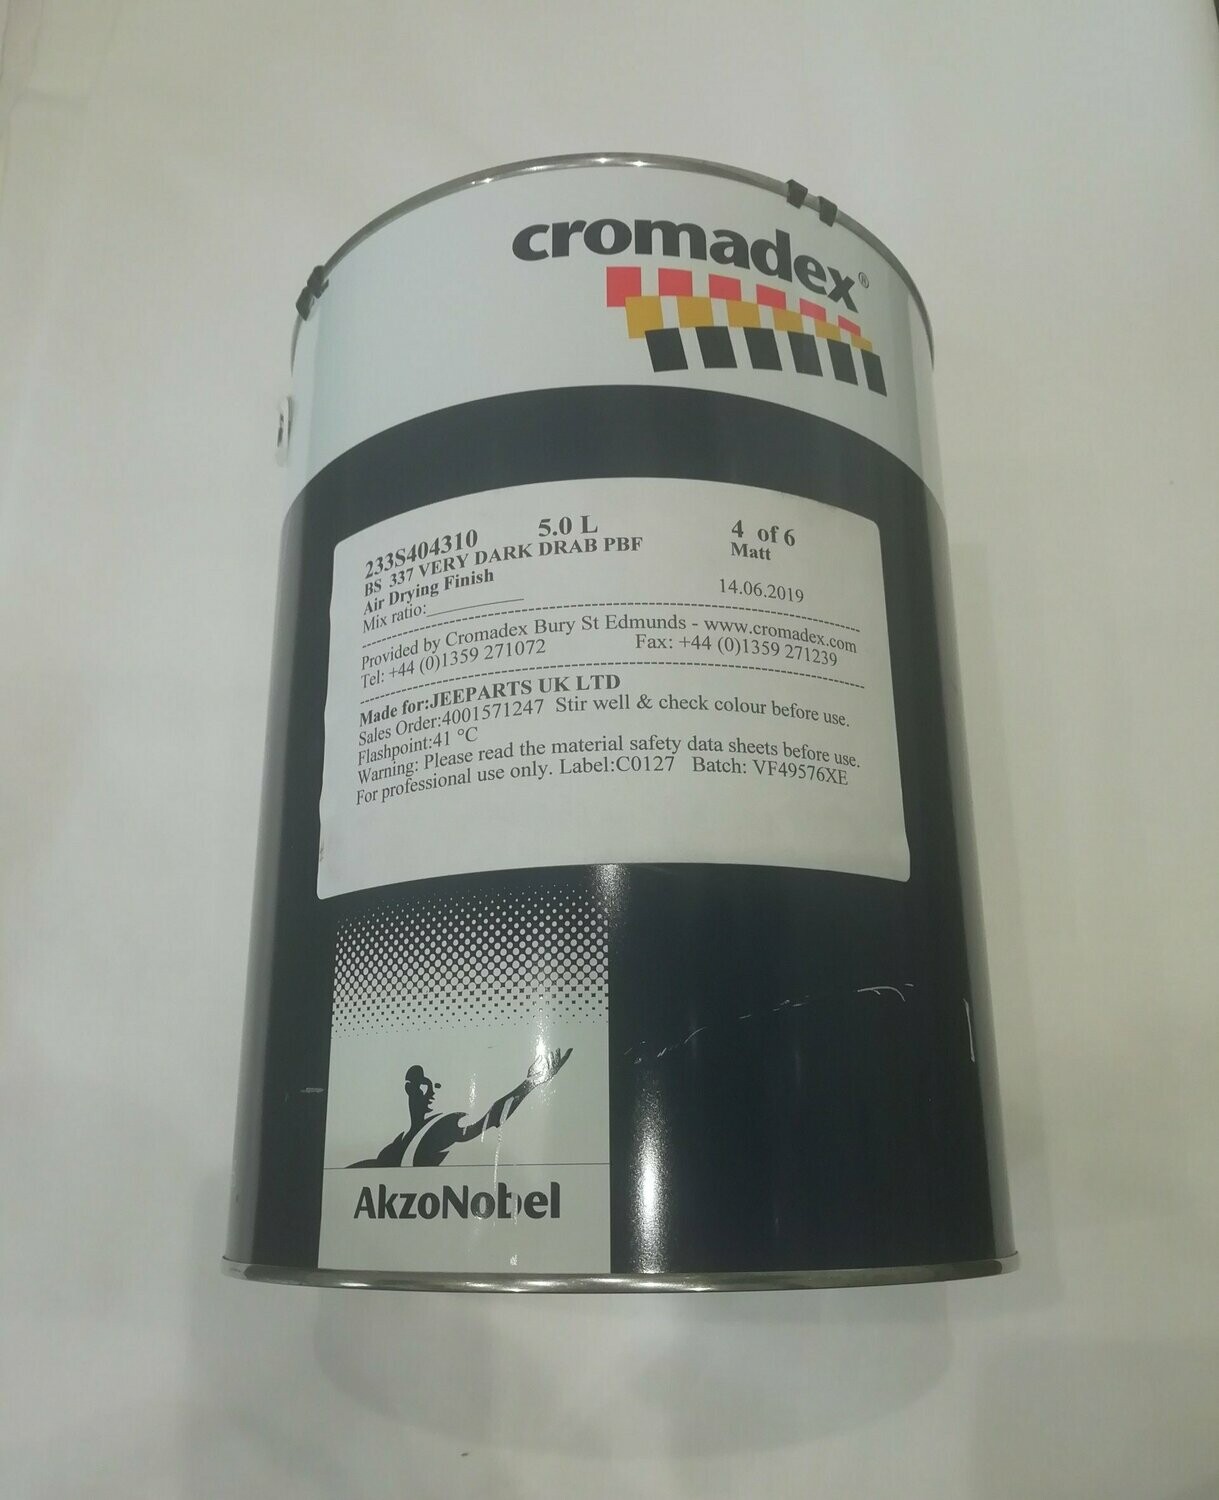 cromadex®
233S404310 5.0 L 4 of 6
BS 337 VERY DARK DRAB PBF Matt
Air Drying Finish
Mix ratio:____________ 14.06.2019
Provided by Cromadex Bury St Edmunds - www.cromadex.com
Tel: +44 (0)1359 271072 Fax: +44 (0)1359 271239
Made for:JEEPARTS UK LTD
Sales Order:4001571247 Stir well & check colour before use.
Flashpoint:41 °C
Warning: Please read the material safety data sheets before use.
For professional use only. Label:C0127 Batch: VF49576XE
AkzoNobel